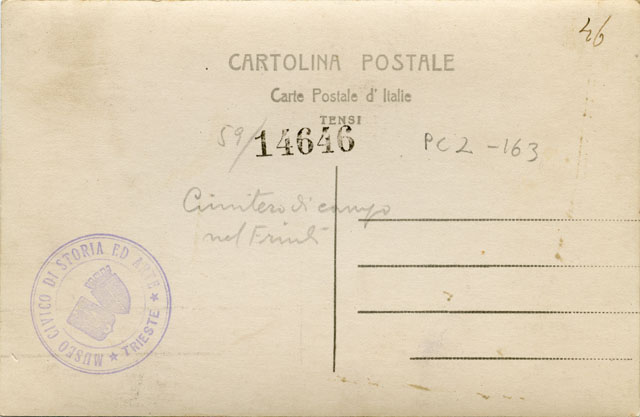 46
CARTOLINA POSTALE
Carte Postale d'Italie
TENSI
59/14646
PC2-163
Cimitero di campo
nel Friuli
MUSEO CIVICO DI STORIA ED ARTE ★ TRIESTE ★